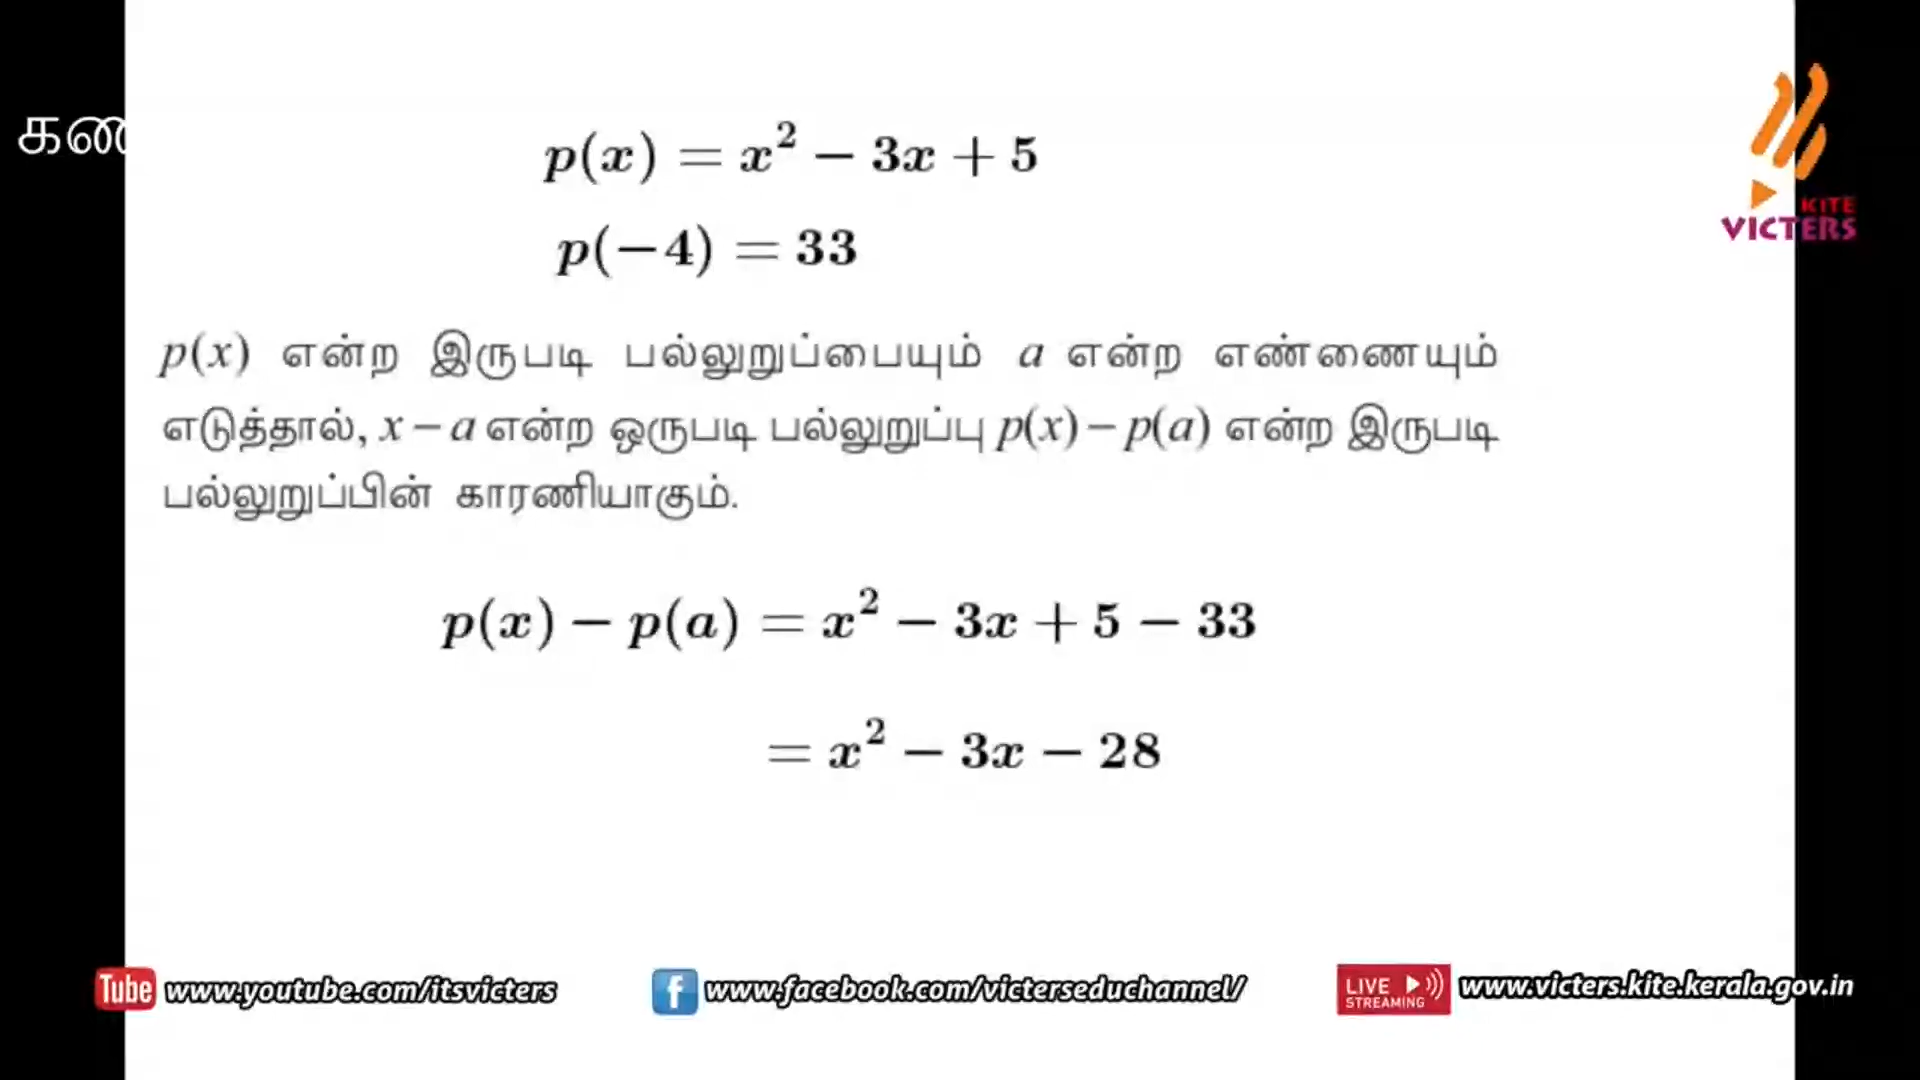 கண
p(x) = x² − 3x + 5
p(−4) = 33
p(x) என்ற இருபடி பல்லுறுப்பையும் a என்ற எண்ணையும்
எடுத்தால், x − a என்ற ஒருபடி பல்லுறுப்பு p(x) − p(a) என்ற இருபடி
பல்லுறுப்பின் காரணியாகும்.
p(x) − p(a) = x² − 3x + 5 − 33
= x² − 3x − 28
KITE
VICTERS
Tube www.youtube.com/itsvicters
f www.facebook.com/victerseduchannel/
LIVE STREAMING www.victers.kite.kerala.gov.in